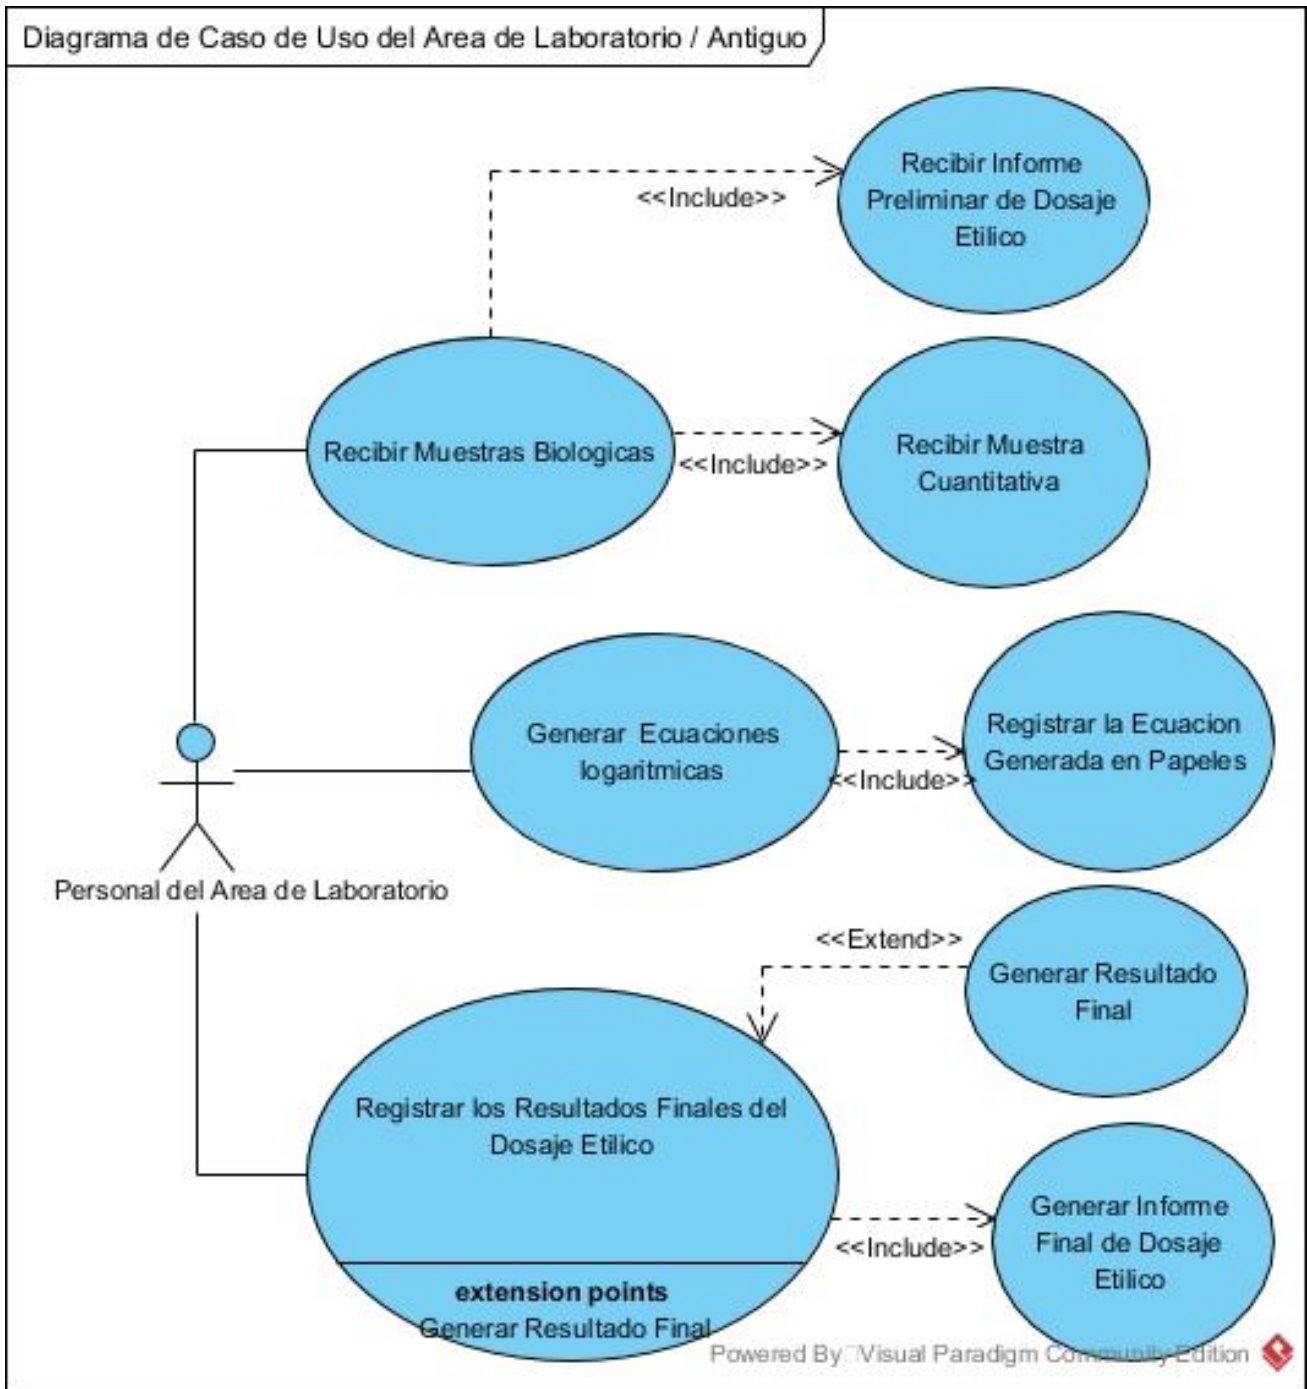 Diagrama de Caso de Uso del Area de Laboratorio / Antiguo
Recibir Informe
Preliminar de Dosaje
Etilico
<<Include>>
Recibir Muestras Biologicas
<<Include>>
Recibir Muestra
Cuantitativa
Generar Ecuaciones
logaritmicas
<<Include>>
Registrar la Ecuacion
Generada en Papeles
Personal del Area de Laboratorio
<<Extend>>
Generar Resultado
Final
Registrar los Resultados Finales del
Dosaje Etilico
extension points
Generar Resultado Final
<<Include>>
Generar Informe
Final de Dosaje
Etilico
Powered By Visual Paradigm Community Edition